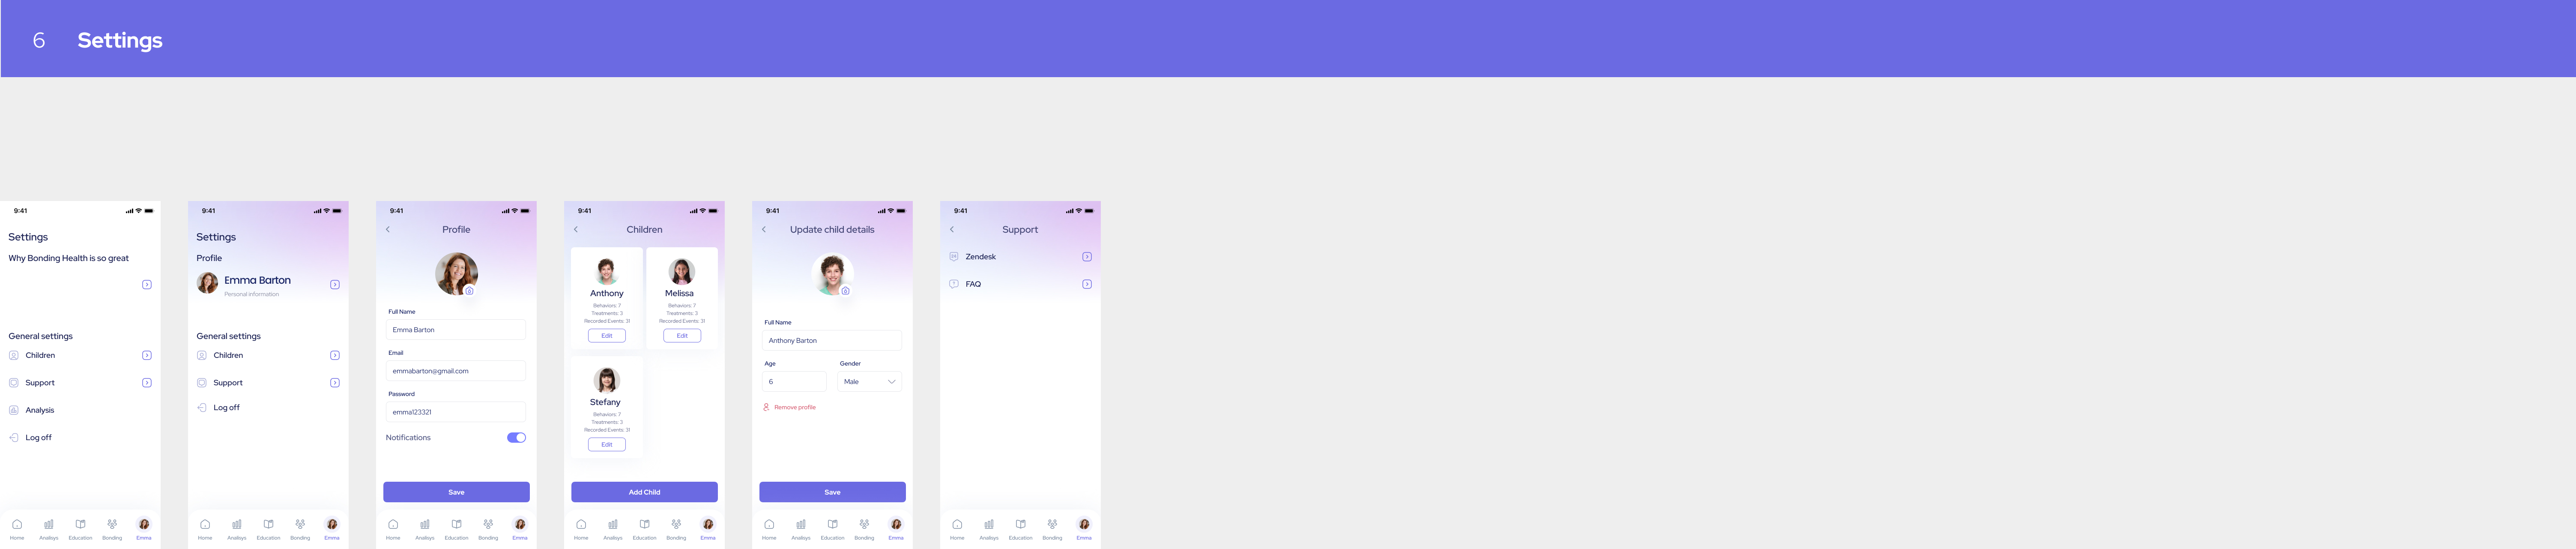 6 Settings
9:41
Settings
Why Bonding Health is so great
General settings
Children
Support
Analysis
Log off
Home Analisys Education Bonding Emma
9:41
Settings
Profile
Emma Barton
Personal information
General settings
Children
Support
Log off
Home Analisys Education Bonding Emma
9:41
Profile
Full Name
Emma Barton
Email
emmabarton@gmail.com
Password
emma123321
Notifications
Save
Home Analisys Education Bonding Emma
9:41
Children
Anthony
Behaviors: 7
Treatments: 3
Recorded Events: 31
Edit
Melissa
Behaviors: 7
Treatments: 3
Recorded Events: 31
Edit
Stefany
Behaviors: 7
Treatments: 3
Recorded Events: 31
Edit
Add Child
Home Analisys Education Bonding Emma
9:41
Update child details
Full Name
Anthony Barton
Age
6
Gender
Male
Remove profile
Save
Home Analisys Education Bonding Emma
9:41
Support
Zendesk
FAQ
Home Analisys Education Bonding Emma